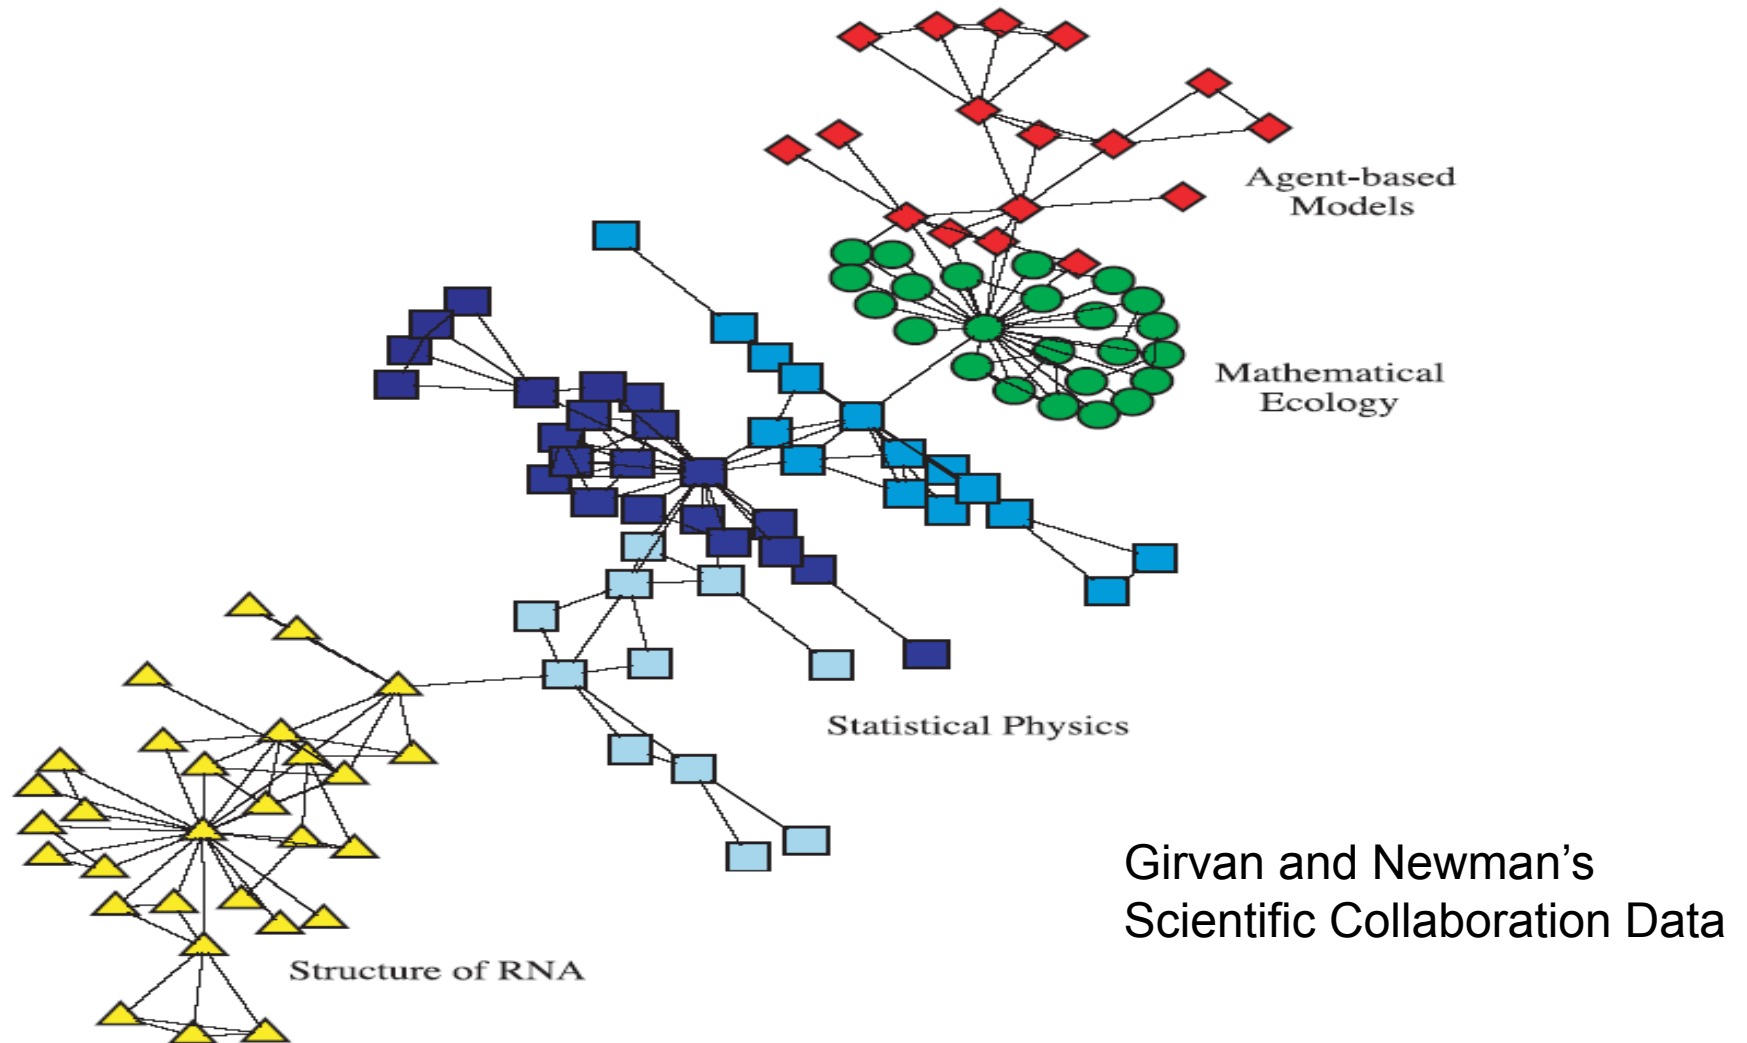 Agent-based
Models
Mathematical
Ecology
Statistical Physics
Structure of RNA
Girvan and Newman’s
Scientific Collaboration Data